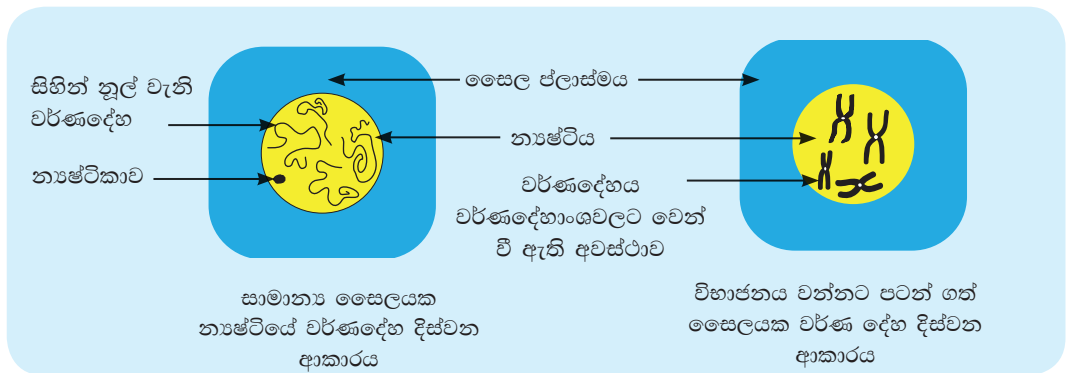 සිහින් නූල් වැනි
වර්ණදේහ
න්‍යෂ්ටිකාව
සෛල ප්ලාස්මය
න්‍යෂ්ටිය
වර්ණදේහය
වර්ණදේහාංශවලට වෙන්
වී ඇති අවස්ථාව
සාමාන්‍ය සෛලයක
න්‍යෂ්ටියේ වර්ණදේහ දිස්වන
ආකාරය
විභාජනය වන්නට පටන් ගත්
සෛලයක වර්ණ දේහ දිස්වන
ආකාරය